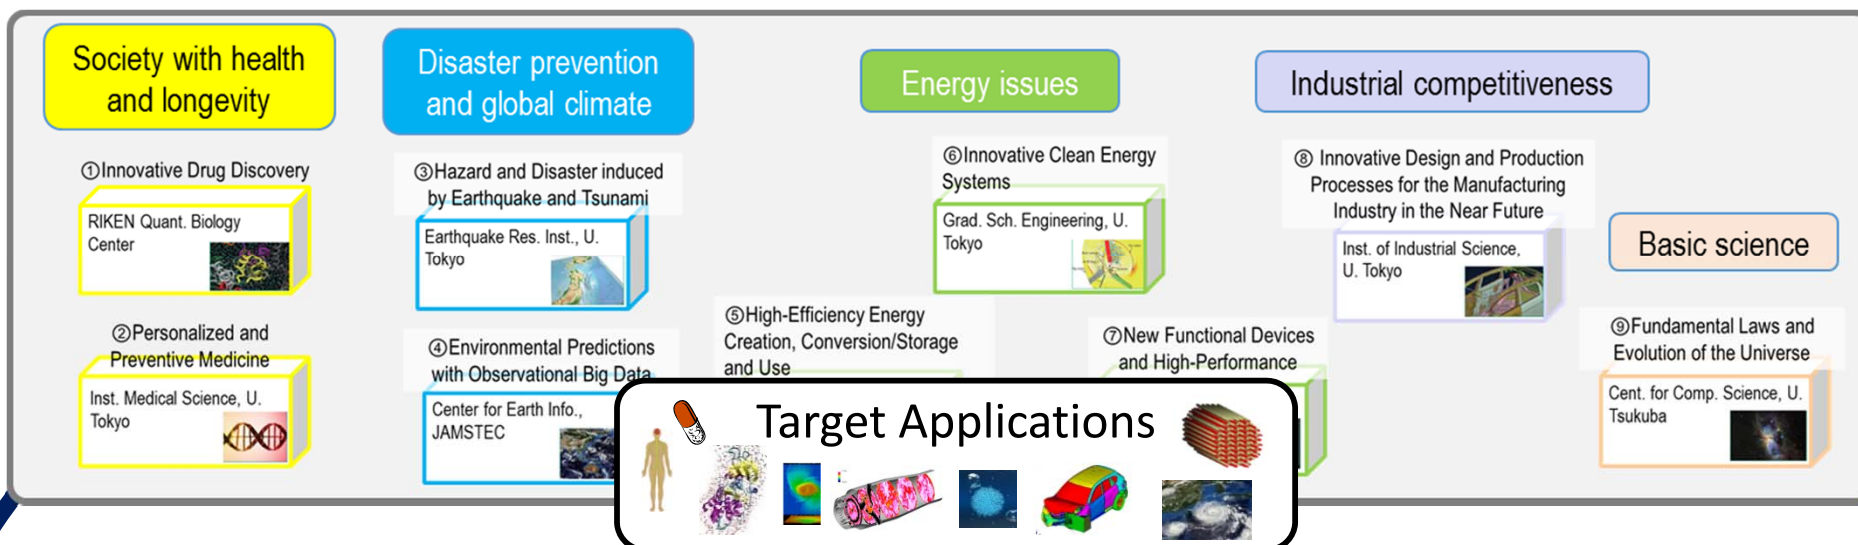 Society with health
and longevity
①Innovative Drug Discovery
RIKEN Quant. Biology
Center
②Personalized and
Preventive Medicine
Inst. Medical Science, U.
Tokyo
Disaster prevention
and global climate
③Hazard and Disaster induced
by Earthquake and Tsunami
Earthquake Res. Inst., U.
Tokyo
④Environmental Predictions
with Observational Big Data
Center for Earth Info.,
JAMSTEC
Energy issues
⑥Innovative Clean Energy
Systems
Grad. Sch. Engineering, U.
Tokyo
⑤High-Efficiency Energy
Creation, Conversion/Storage
and Use
⑦New Functional Devices
and High-Performance
Industrial competitiveness
⑧ Innovative Design and Production
Processes for the Manufacturing
Industry in the Near Future
Inst. of Industrial Science,
U. Tokyo
Basic science
⑨Fundamental Laws and
Evolution of the Universe
Cent. for Comp. Science, U.
Tsukuba
Target Applications